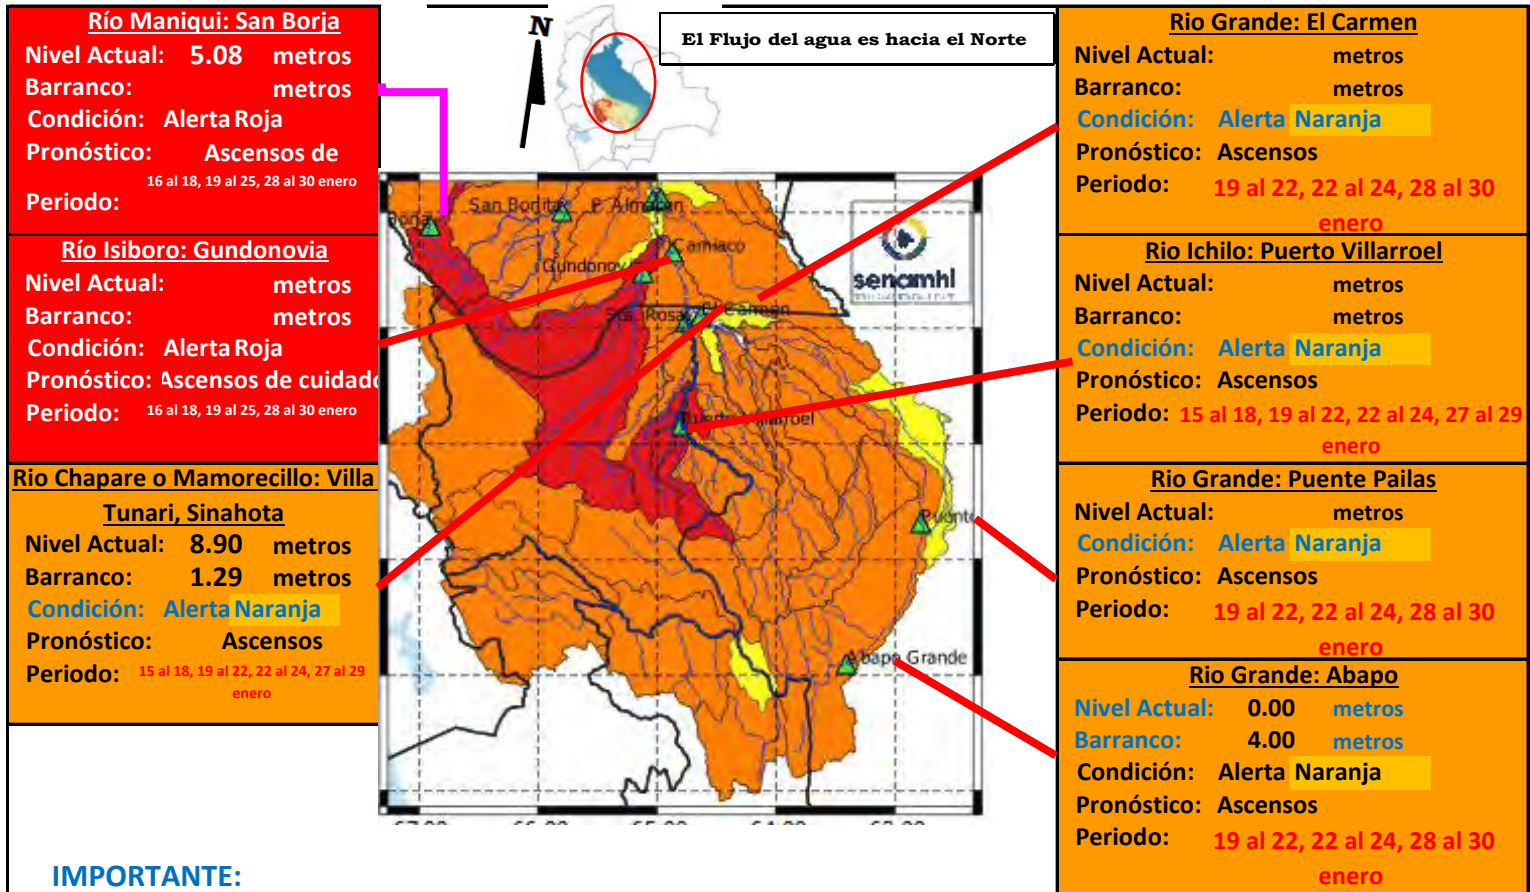 Río Maniqui: San Borja
Nivel Actual: 5.08 metros
Barranco: metros
Condición: Alerta Roja
Pronóstico: Ascensos de
16 al 18, 19 al 25, 28 al 30 enero
Periodo:
Río Isiboro: Gundonovia
Nivel Actual: metros
Barranco: metros
Condición: Alerta Roja
Pronóstico: Ascensos de cuidado
Periodo: 16 al 18, 19 al 25, 28 al 30 enero
Rio Chapare o Mamorecillo: Villa
Tunari, Sinahota
Nivel Actual: 8.90 metros
Barranco: 1.29 metros
Condición: Alerta Naranja
Pronóstico: Ascensos
Periodo: 15 al 18, 19 al 22, 22 al 24, 27 al 29
enero
IMPORTANTE:
N
El Flujo del agua es hacia el Norte
San Borjita
P. Almacen
Camiaco
Gundonov
Sta. Rosa
El Carmen
Puerto Villarroel
Puente
Abapo Grande
senamhi
Rio Grande: El Carmen
Nivel Actual: metros
Barranco: metros
Condición: Alerta Naranja
Pronóstico: Ascensos
Periodo: 19 al 22, 22 al 24, 28 al 30
enero
Rio Ichilo: Puerto Villarroel
Nivel Actual: metros
Barranco: metros
Condición: Alerta Naranja
Pronóstico: Ascensos
Periodo: 15 al 18, 19 al 22, 22 al 24, 27 al 29
enero
Rio Grande: Puente Pailas
Nivel Actual: metros
Condición: Alerta Naranja
Pronóstico: Ascensos
Periodo: 19 al 22, 22 al 24, 28 al 30
enero
Rio Grande: Abapo
Nivel Actual: 0.00 metros
Barranco: 4.00 metros
Condición: Alerta Naranja
Pronóstico: Ascensos
Periodo: 19 al 22, 22 al 24, 28 al 30
enero